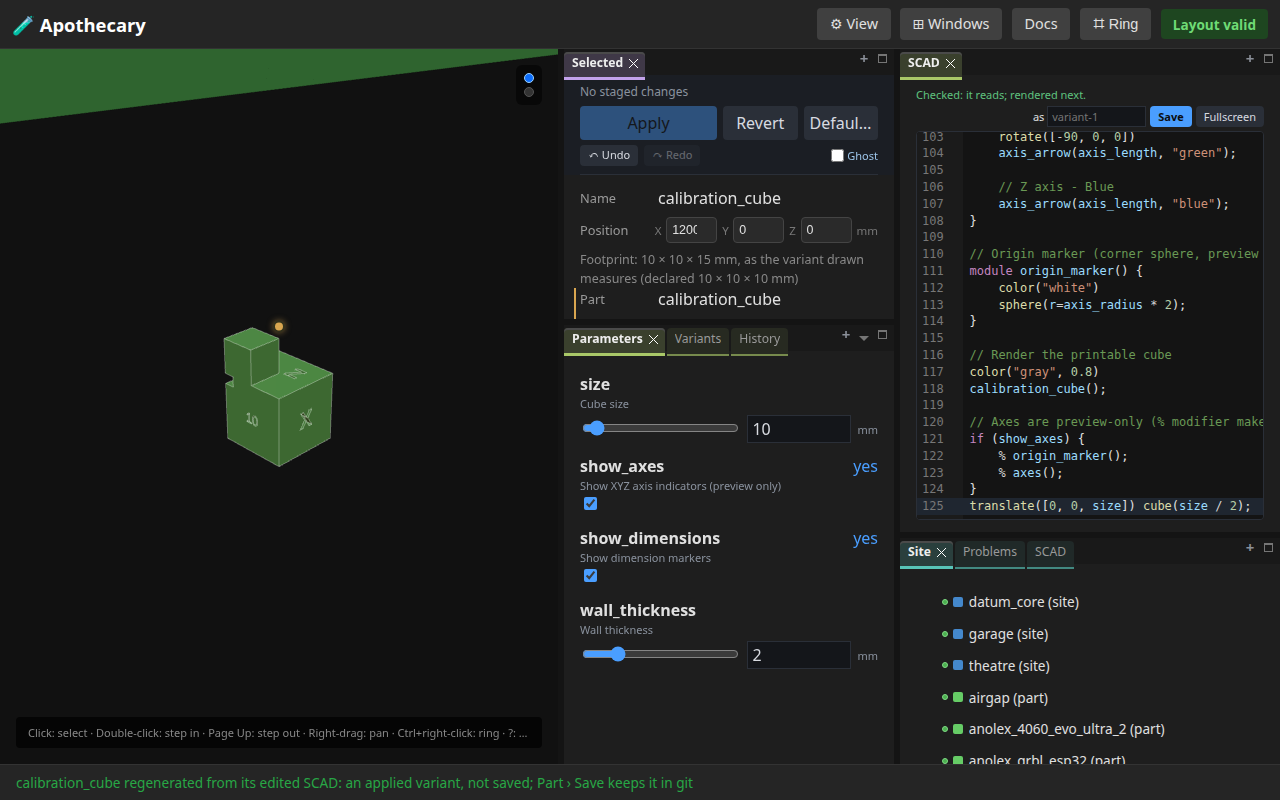 🧪 Apothecary
⚙ View
⊞ Windows
Docs
⌗ Ring
Layout valid
10
X
N
Click: select · Double-click: step in · Page Up: step out · Right-drag: pan · Ctrl+right-click: ring · ?: ...
Selected
No staged changes
Apply
Revert
Defaul...
↶ Undo
↷ Redo
Ghost
Name calibration_cube
Position X 1200 Y 0 Z 0 mm
Footprint: 10 × 10 × 15 mm, as the variant drawn
measures (declared 10 × 10 × 10 mm)
Part calibration_cube
Parameters
Variants
History
size
Cube size
10 mm
show_axes yes
Show XYZ axis indicators (preview only)
show_dimensions yes
Show dimension markers
wall_thickness
Wall thickness
2 mm
SCAD
Checked: it reads; rendered next.
as variant-1 Save Fullscreen
103 rotate([-90, 0, 0])
104 axis_arrow(axis_length, "green");
105
106 // Z axis - Blue
107 axis_arrow(axis_length, "blue");
108 }
109
110 // Origin marker (corner sphere, preview
111 module origin_marker() {
112 color("white")
113 sphere(r=axis_radius * 2);
114 }
115
116 // Render the printable cube
117 color("gray", 0.8)
118 calibration_cube();
119
120 // Axes are preview-only (% modifier make
121 if (show_axes) {
122 % origin_marker();
123 % axes();
124 }
125 translate([0, 0, size]) cube(size / 2);
Site
Problems
SCAD
datum_core (site)
garage (site)
theatre (site)
airgap (part)
anolex_4060_evo_ultra_2 (part)
anolex_grbl_esp32 (part)
calibration_cube regenerated from its edited SCAD: an applied variant, not saved; Part › Save keeps it in git